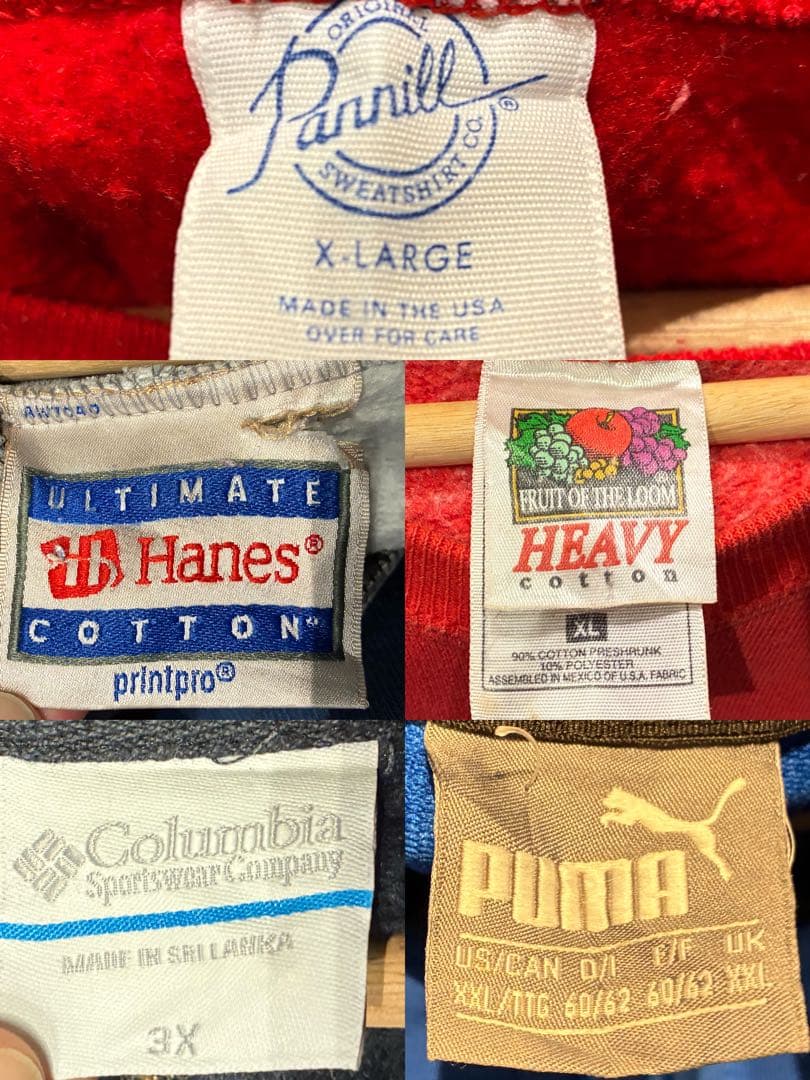 ORIGINAL
Pannill®
SWEATSHIRT CO.
X-LARGE
MADE IN THE USA
OVER FOR CARE
ULTIMATE
Hanes®
COTTON™
printpro®
FRUIT OF THE LOOM®
HEAVY
cotton
XL
90% COTTON PRESHRUNK
10% POLYESTER
ASSEMBLED IN MEXICO OF U.S.A. FABRIC
Columbia
Sportswear Company
MADE IN SRI LANKA
3X
PUMA
US/CAN D/I E/F UK
XXL/TTG 60/62 60/62 XXL